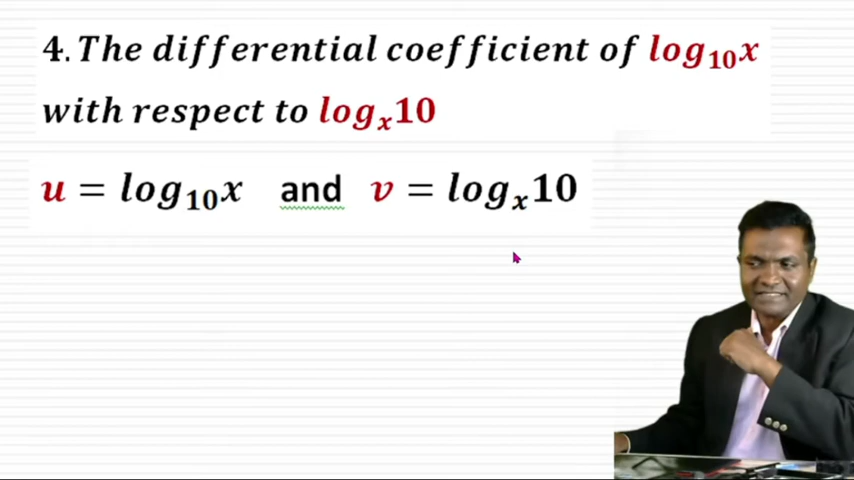 4. The differential coefficient of log₁₀x
with respect to logₓ10
u = log₁₀x and v = logₓ10